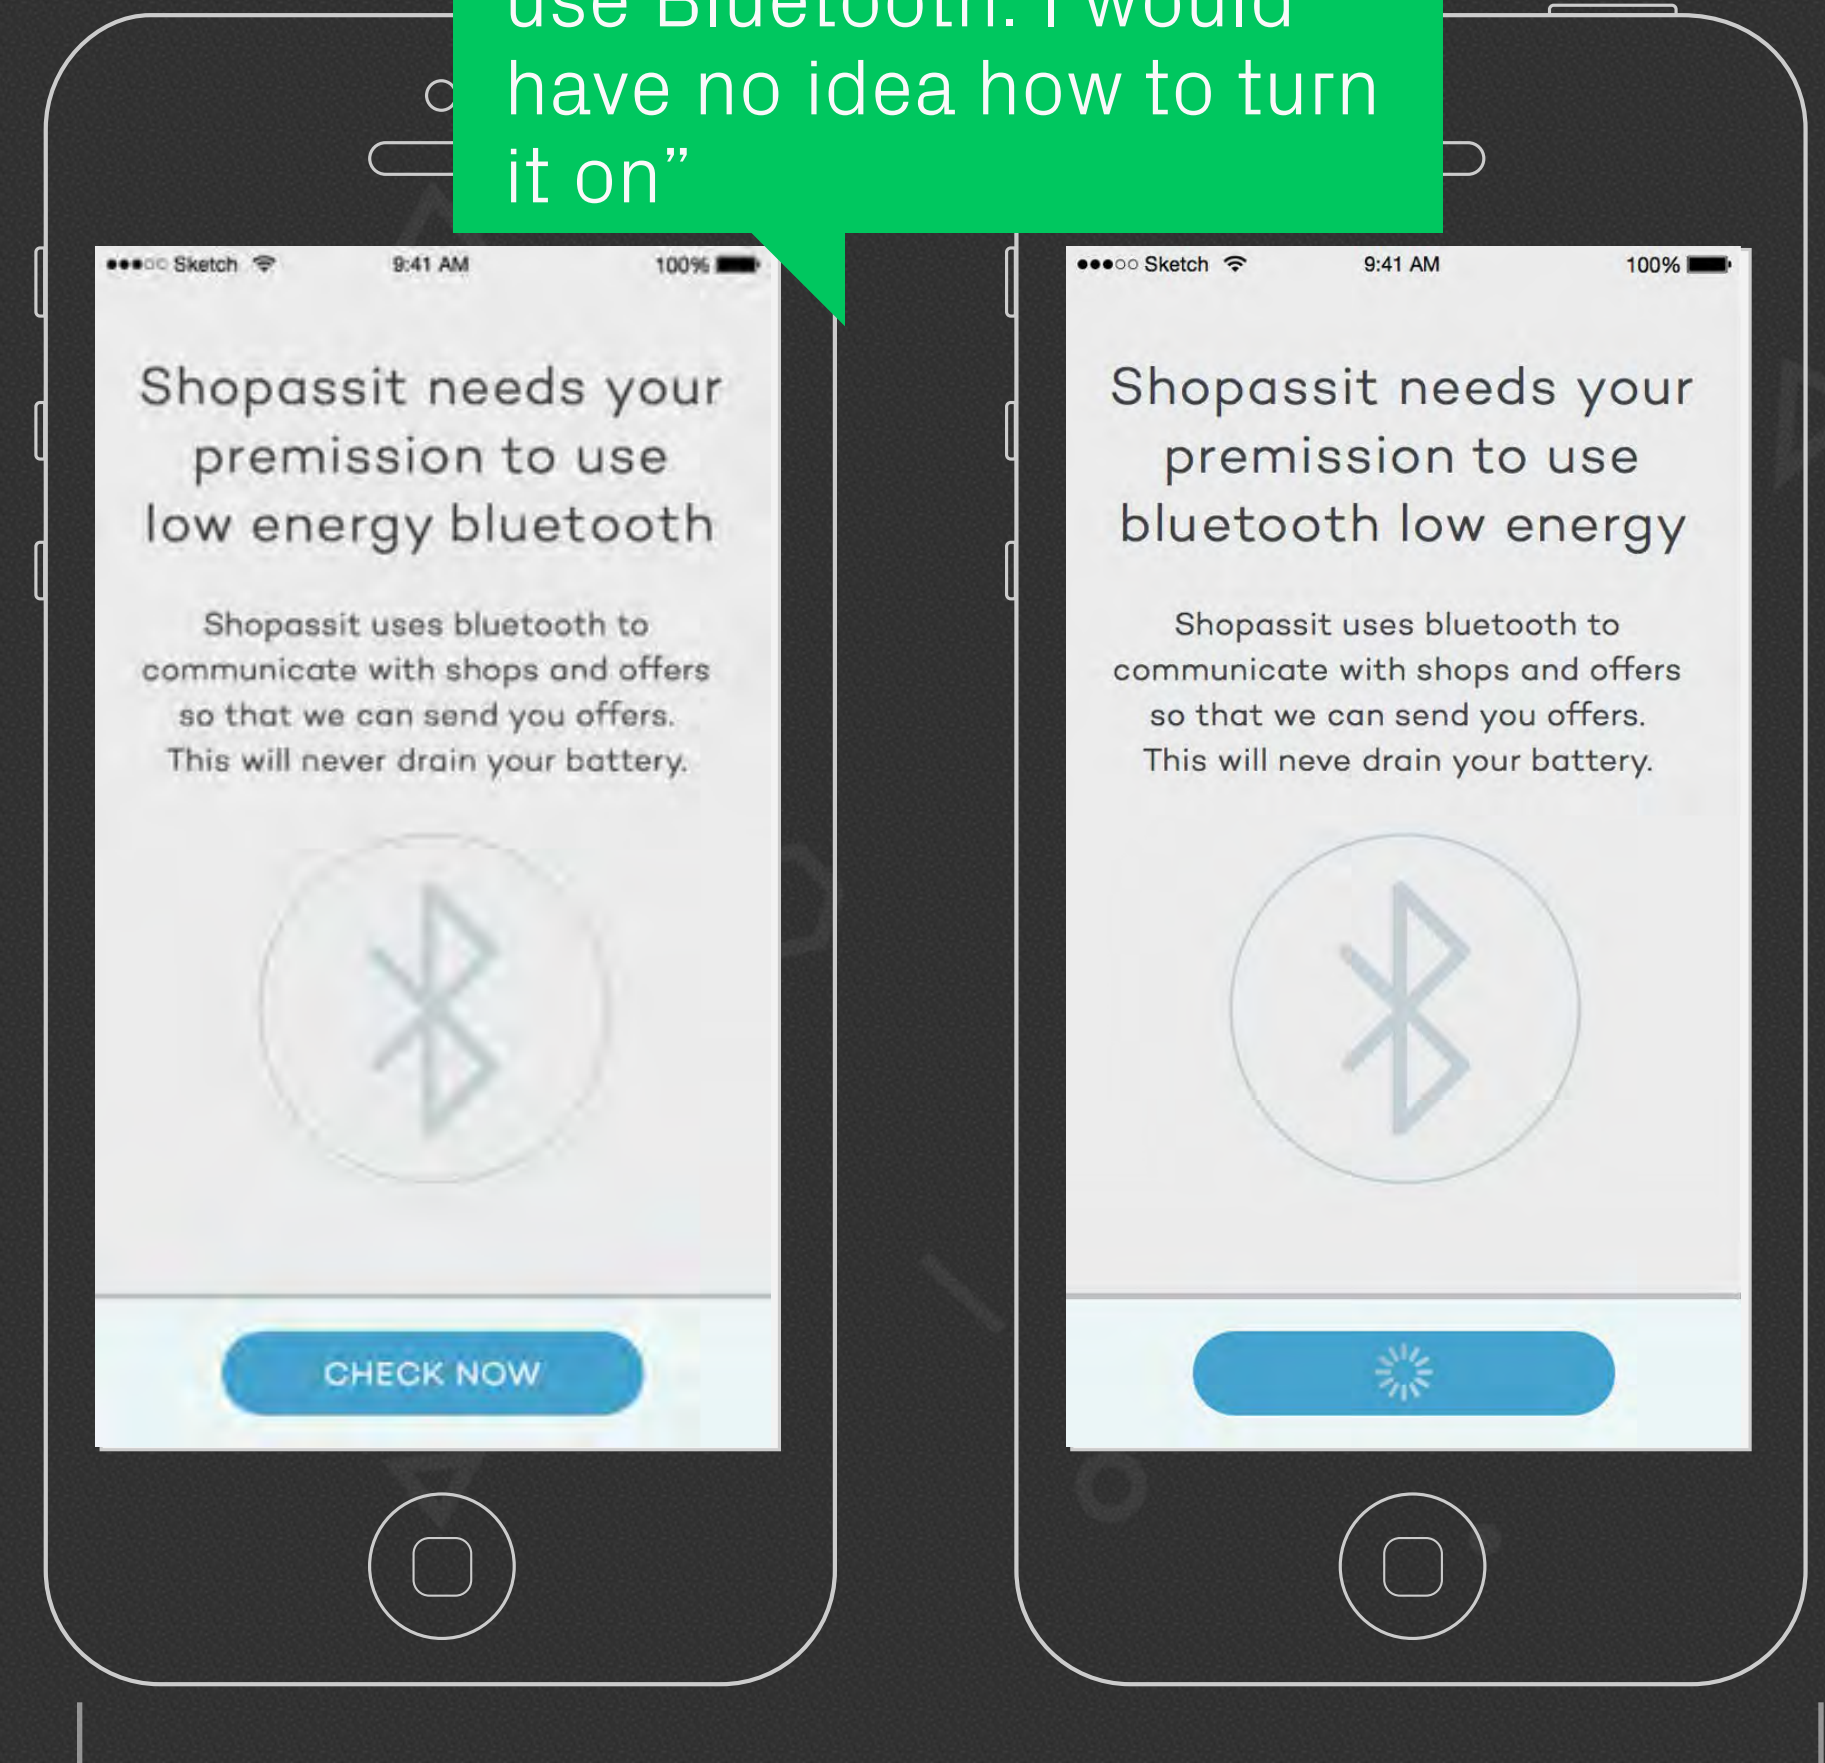 use Bluetooth. I would
have no idea how to turn
it on”
Sketch 9:41 AM 100%
Shopassit needs your
premission to use
low energy bluetooth
Shopassit uses bluetooth to
communicate with shops and offers
so that we can send you offers.
This will never drain your battery.
CHECK NOW
Sketch 9:41 AM 100%
Shopassit needs your
premission to use
bluetooth low energy
Shopassit uses bluetooth to
communicate with shops and offers
so that we can send you offers.
This will neve drain your battery.